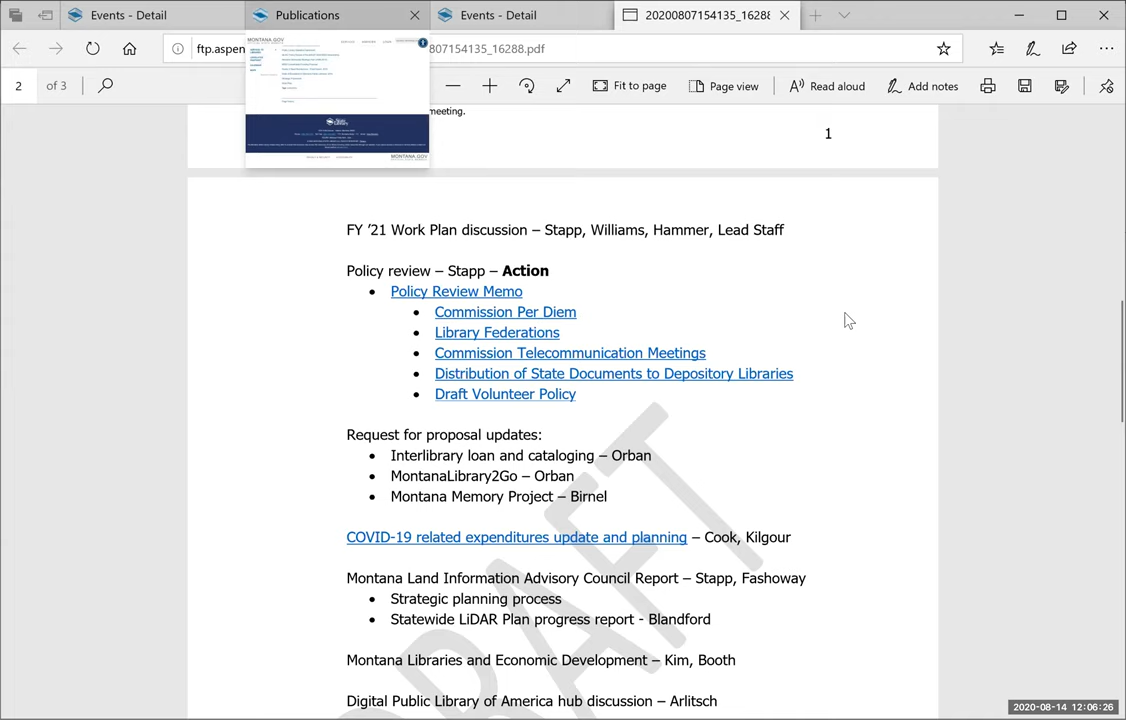 Events - Detail
Publications
Events - Detail
20200807154135_16288
ftp.aspen
807154135_16288.pdf
2
of 3
Fit to page
Page view
Read aloud
Add notes
MONTANA.GOV
meeting.
1
MONTANA.GOV
FY '21 Work Plan discussion – Stapp, Williams, Hammer, Lead Staff
Policy review – Stapp – Action
• Policy Review Memo
• Commission Per Diem
• Library Federations
• Commission Telecommunication Meetings
• Distribution of State Documents to Depository Libraries
• Draft Volunteer Policy
Request for proposal updates:
• Interlibrary loan and cataloging – Orban
• MontanaLibrary2Go – Orban
• Montana Memory Project – Birnel
COVID-19 related expenditures update and planning – Cook, Kilgour
Montana Land Information Advisory Council Report – Stapp, Fashoway
• Strategic planning process
• Statewide LiDAR Plan progress report - Blandford
Montana Libraries and Economic Development – Kim, Booth
Digital Public Library of America hub discussion – Arlitsch
DRAFT
2020-08-14 12:06:26